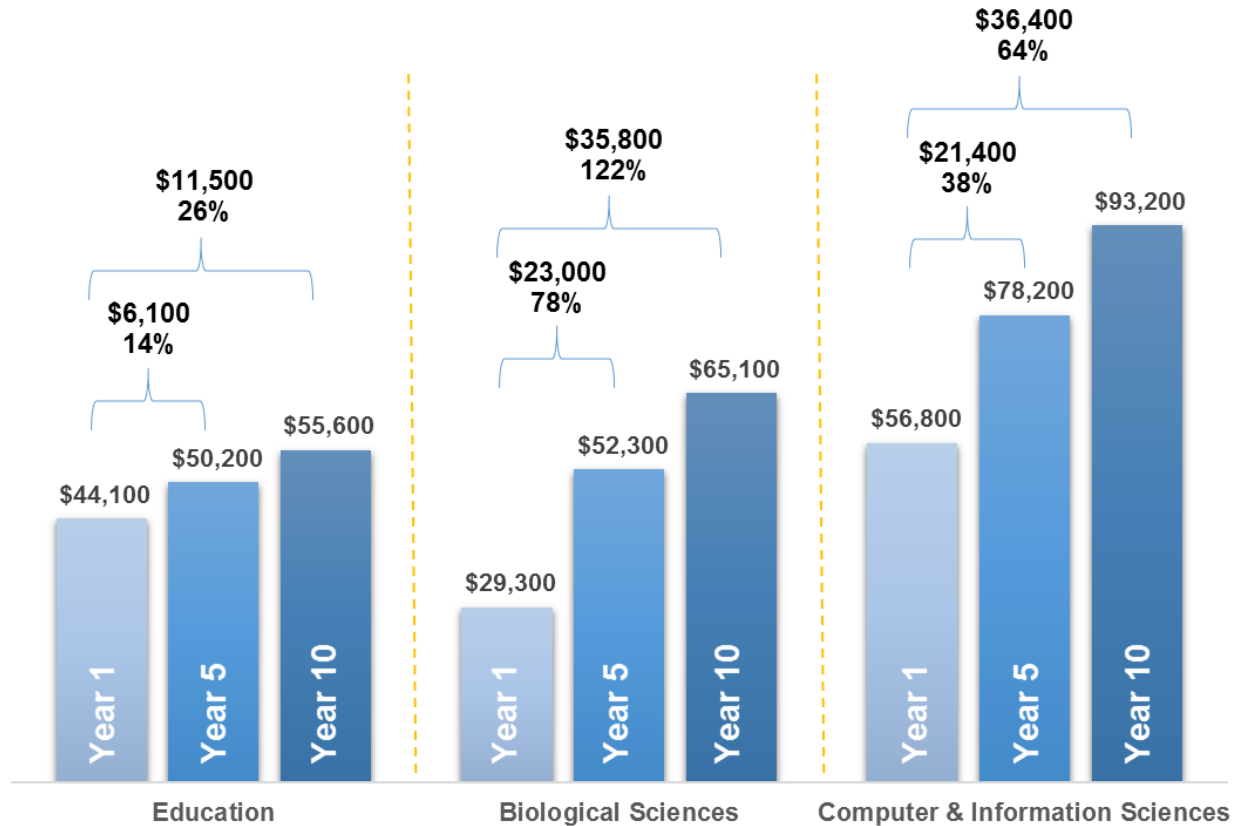 $11,500
26%
$6,100
14%
$44,100
$50,200
$55,600
Year 1
Year 5
Year 10
Education
$35,800
122%
$23,000
78%
$29,300
$52,300
$65,100
Year 1
Year 5
Year 10
Biological Sciences
$36,400
64%
$21,400
38%
$56,800
$78,200
$93,200
Year 1
Year 5
Year 10
Computer & Information Sciences